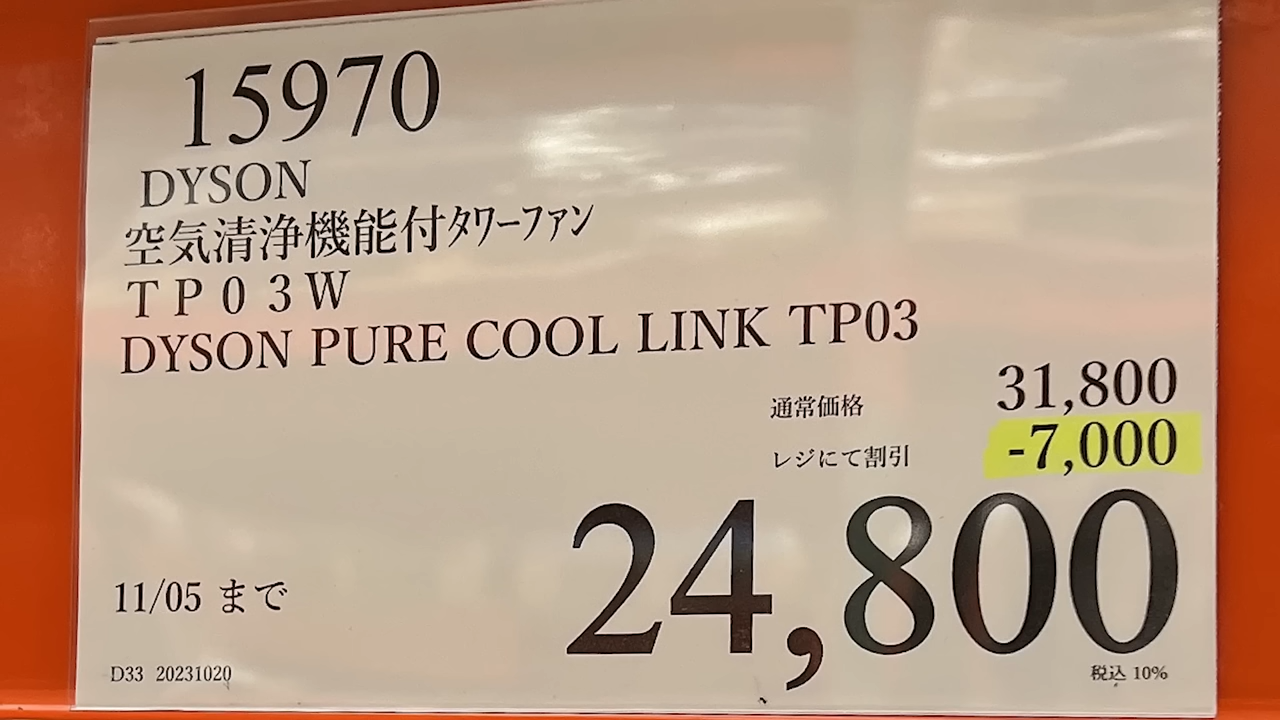 15970
DYSON
空気清浄機能付ﾀﾜｰﾌｧﾝ
ＴＰ０３Ｗ
DYSON PURE COOL LINK TP03
通常価格 31,800
レジにて割引 -7,000
24,800
11/05 まで
D33 20231020 税込 10%